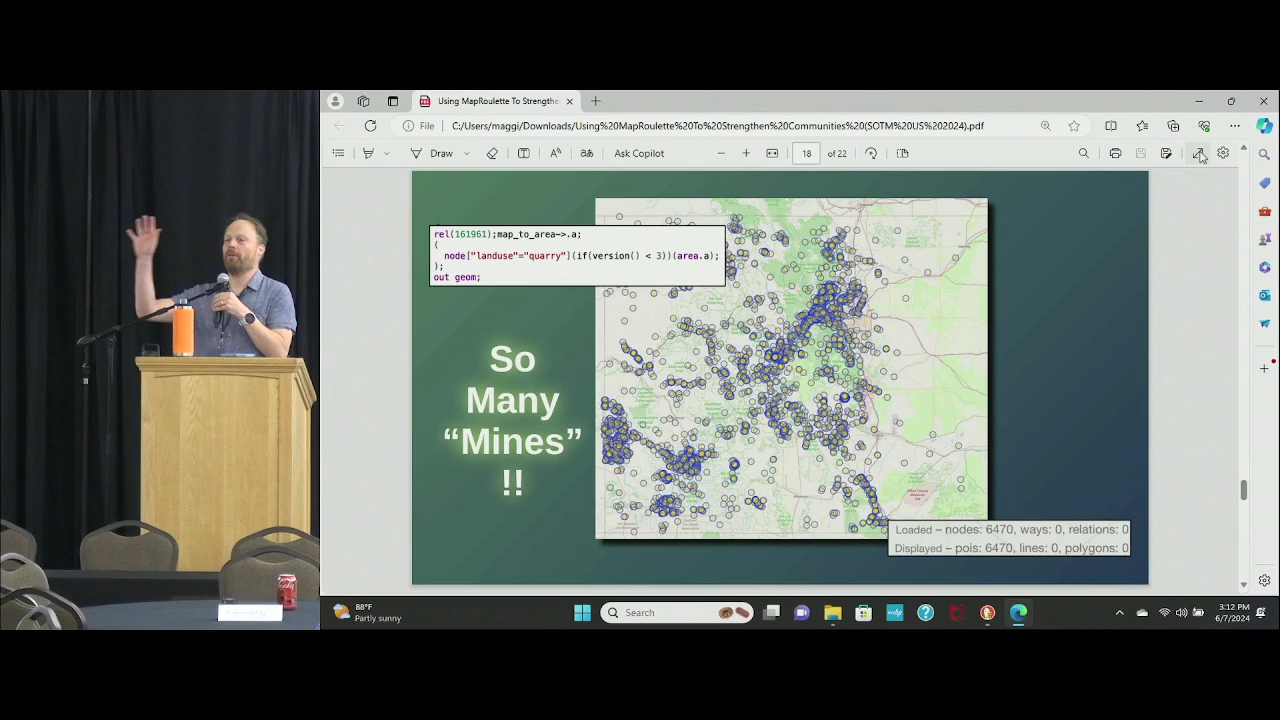 Using MapRoulette To Strengthe
File
C:/Users/maggi/Downloads/Using%20MapRoulette%20To%20Strengthen%20Communities%20(SOTM%20US%202024).pdf
Draw
aあ
Ask Copilot
18
of 22
rel(161961);map_to_area->.a;
(
node["landuse"="quarry"](if(version() < 3))(area.a);
);
out geom;
So
Many
“Mines”
!!
Loaded – nodes: 6470, ways: 0, relations: 0
Displayed – pois: 6470, lines: 0, polygons: 0
88°F
Partly sunny
Search
3:12 PM
6/7/2024